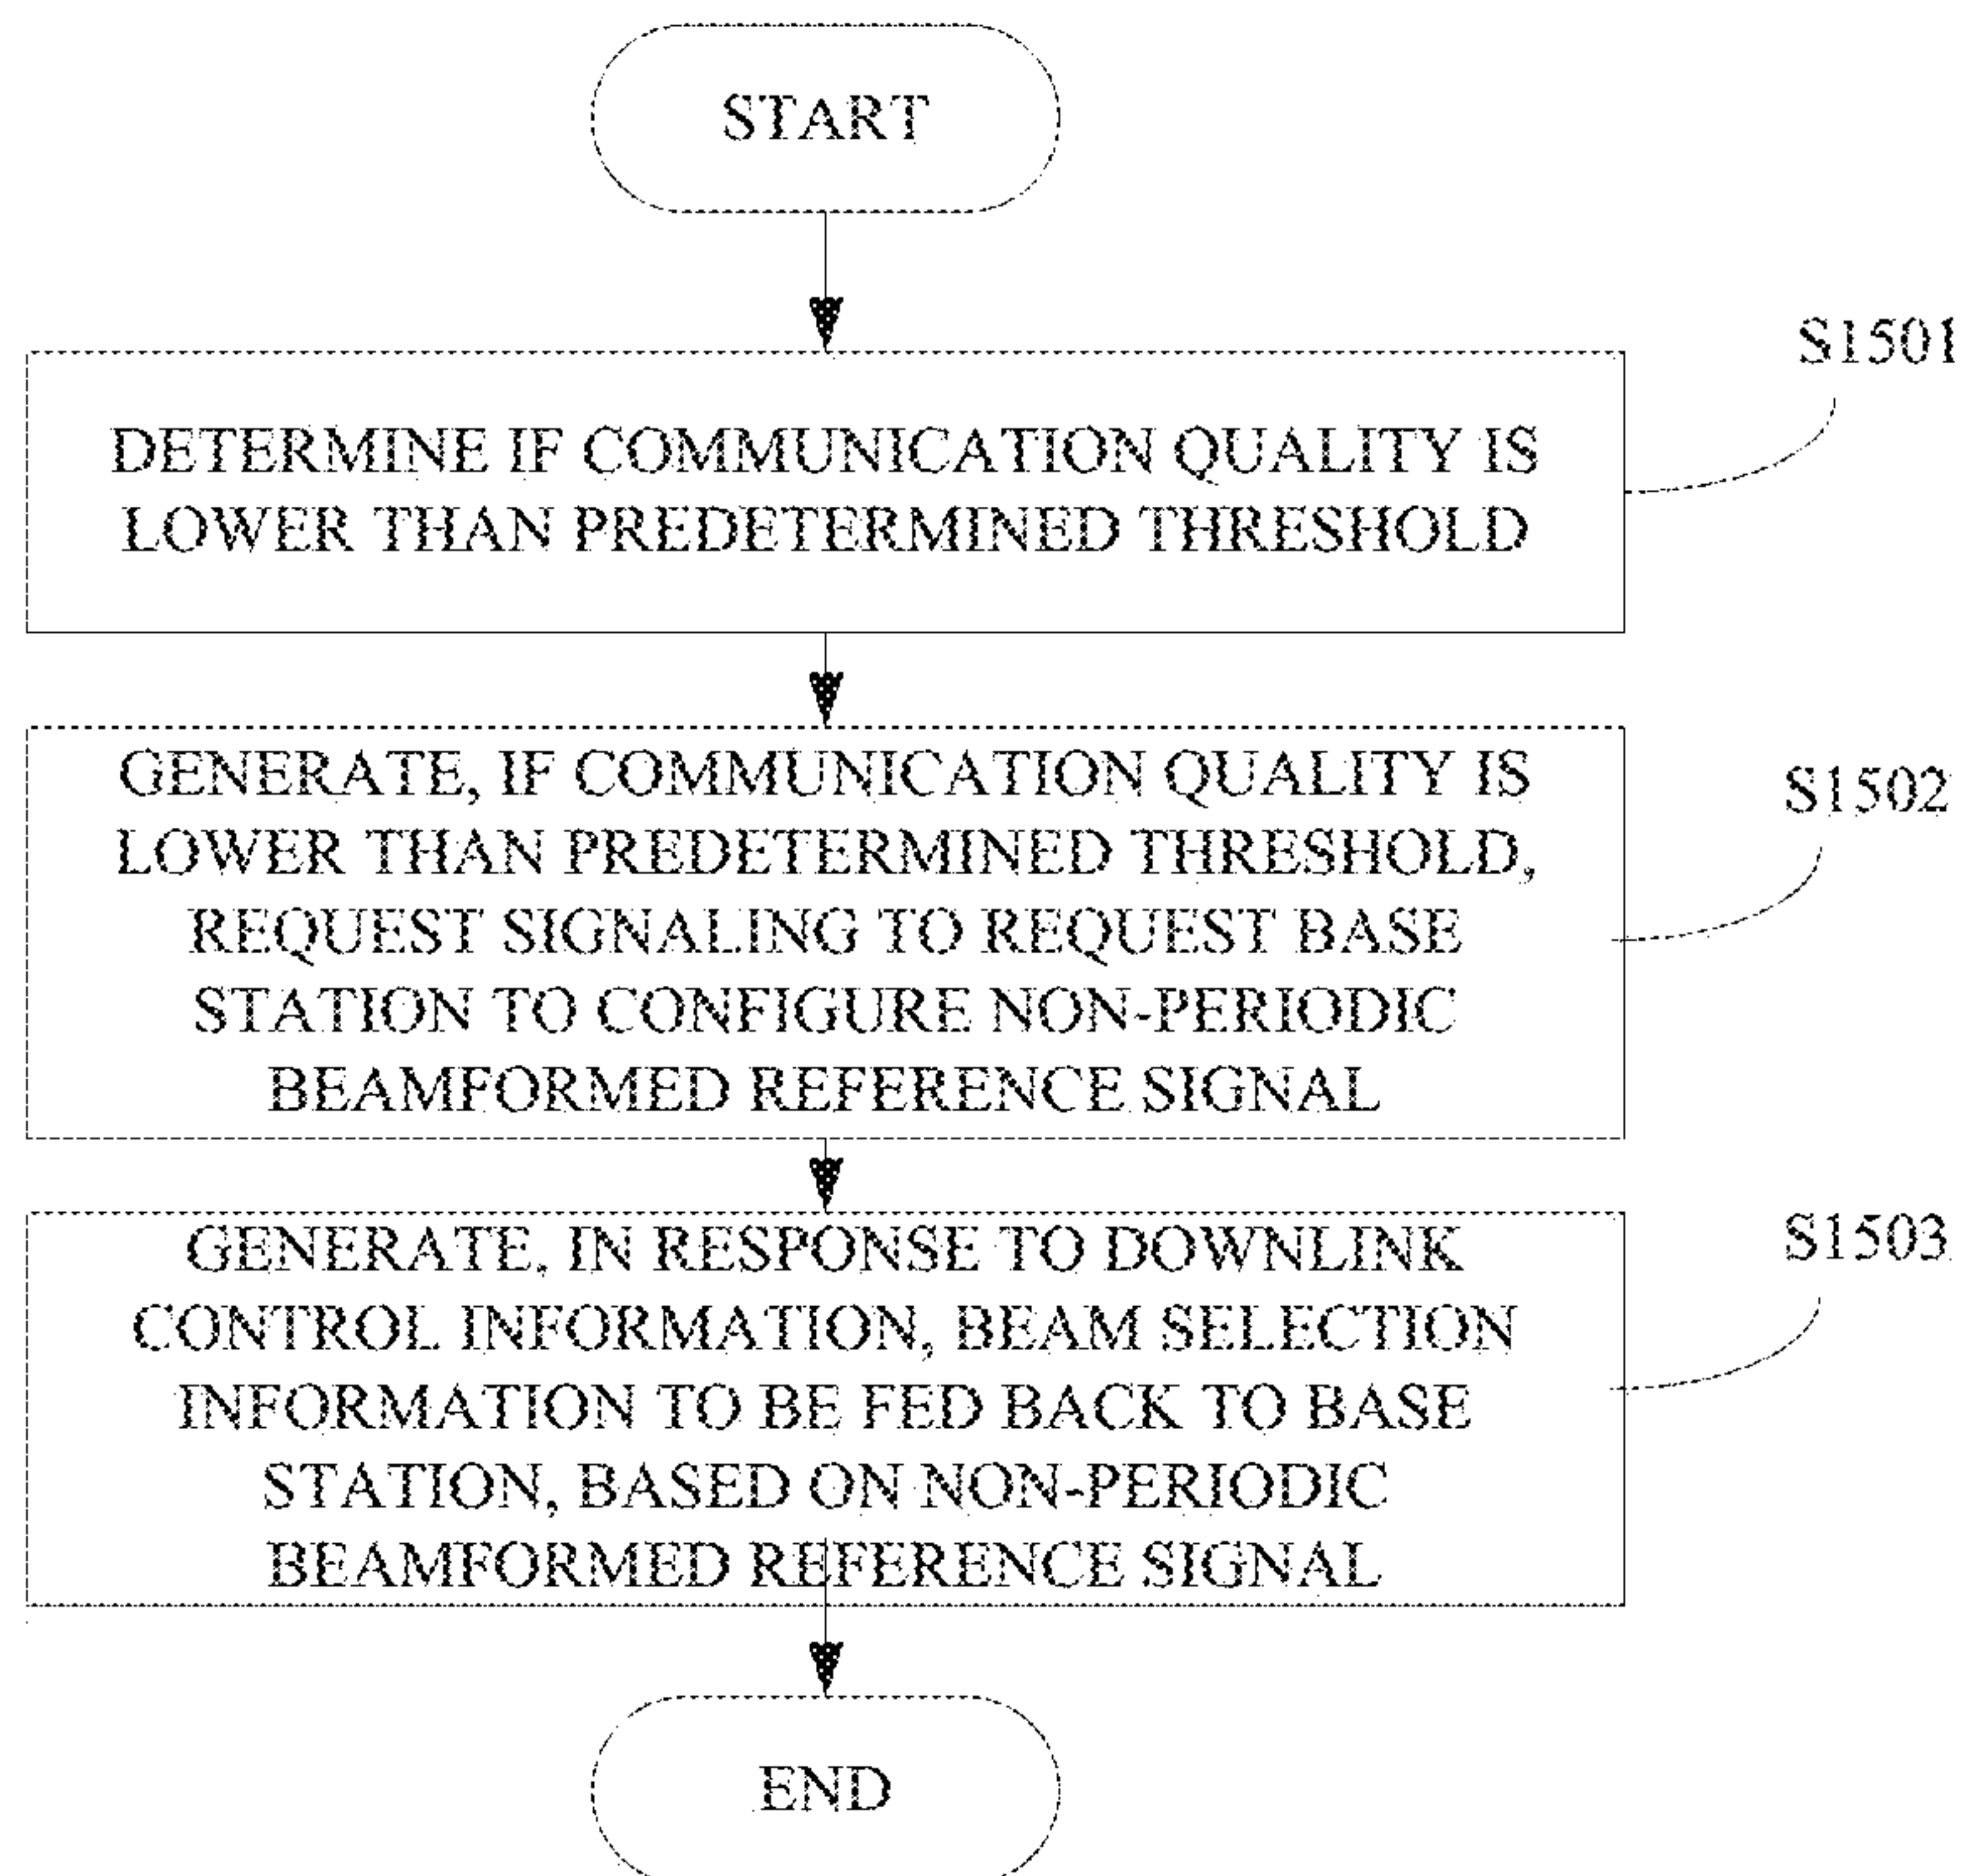 START
S1501
DETERMINE IF COMMUNICATION QUALITY IS
LOWER THAN PREDETERMINED THRESHOLD
S1502
GENERATE, IF COMMUNICATION QUALITY IS
LOWER THAN PREDETERMINED THRESHOLD,
REQUEST SIGNALING TO REQUEST BASE
STATION TO CONFIGURE NON-PERIODIC
BEAMFORMED REFERENCE SIGNAL
S1503
GENERATE, IN RESPONSE TO DOWNLINK
CONTROL INFORMATION, BEAM SELECTION
INFORMATION TO BE FED BACK TO BASE
STATION, BASED ON NON-PERIODIC
BEAMFORMED REFERENCE SIGNAL
END